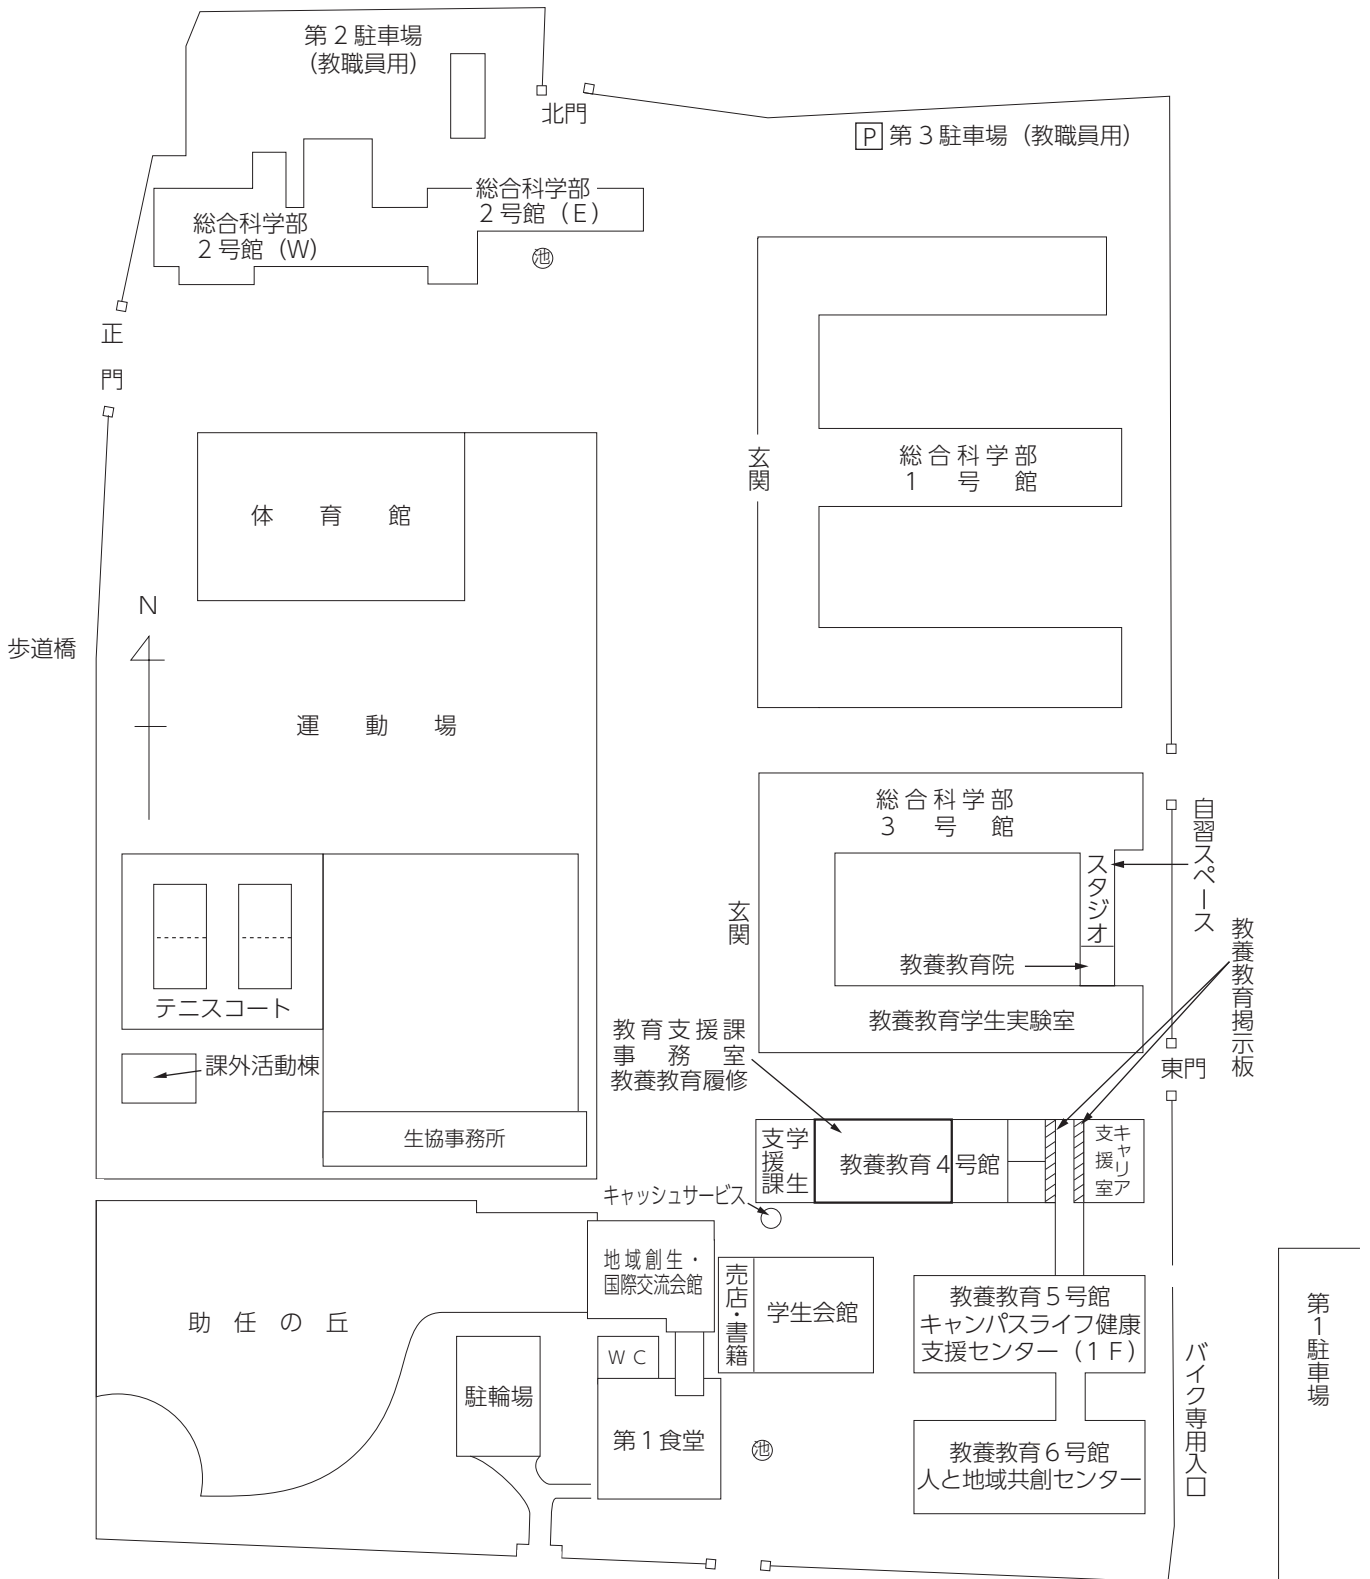 第２駐車場
（教職員用）
北門
P 第３駐車場（教職員用）
総合科学部
２号館（E）
総合科学部
２号館（W）
池
正門
玄関
総合科学部
１号館
体育館
N
歩道橋
運動場
総合科学部
３号館
自習スペース
スタジオ
玄関
教養教育掲示板
教養教育院
テニスコート
教養教育学生実験室
教育支援課
事務室
教養教育履修
課外活動棟
東門
生協事務所
学生
支援課
教養教育４号館
キャリア
支援室
キャッシュサービス
地域創生・
国際交流会館
売店・書籍
学生会館
教養教育５号館
キャンパスライフ健康
支援センター（１F）
第１駐車場
助任の丘
WC
バイク専用入口
駐輪場
第１食堂
池
教養教育６号館
人と地域共創センター